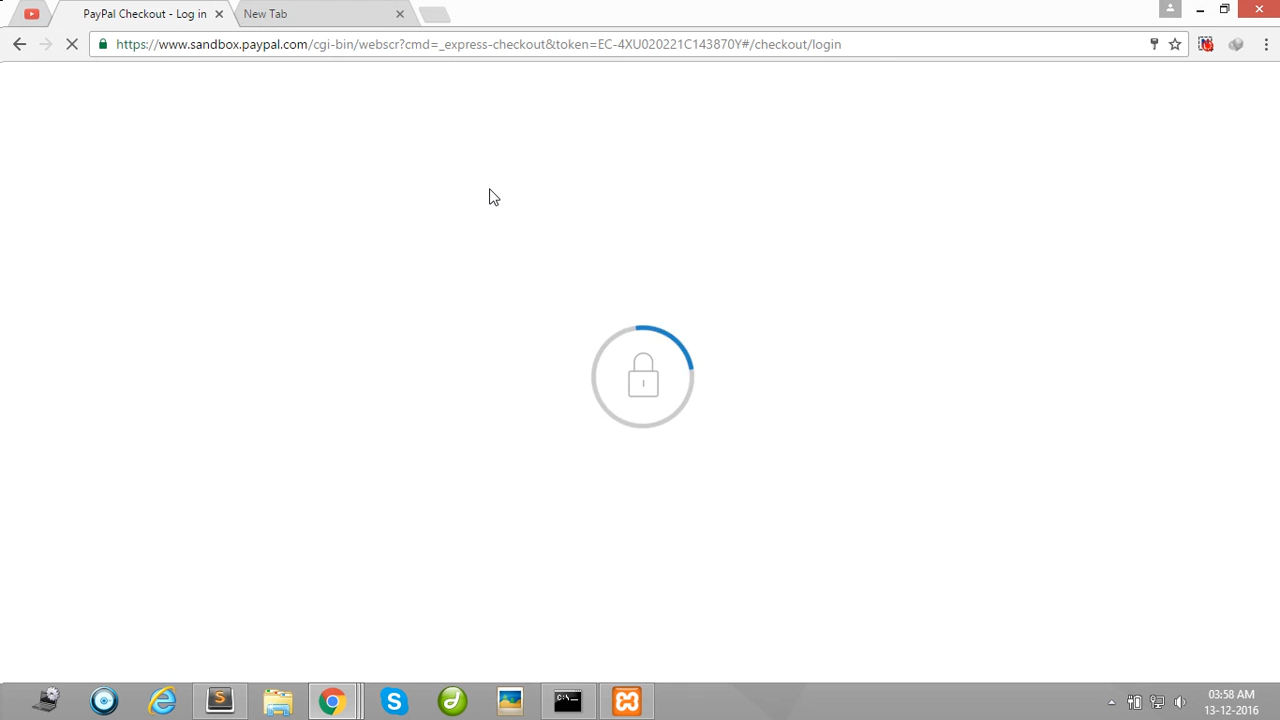 PayPal Checkout - Log in
New Tab
https://www.sandbox.paypal.com/cgi-bin/webscr?cmd=_express-checkout&token=EC-4XU020221C143870Y#/checkout/login
03:58 AM
13-12-2016